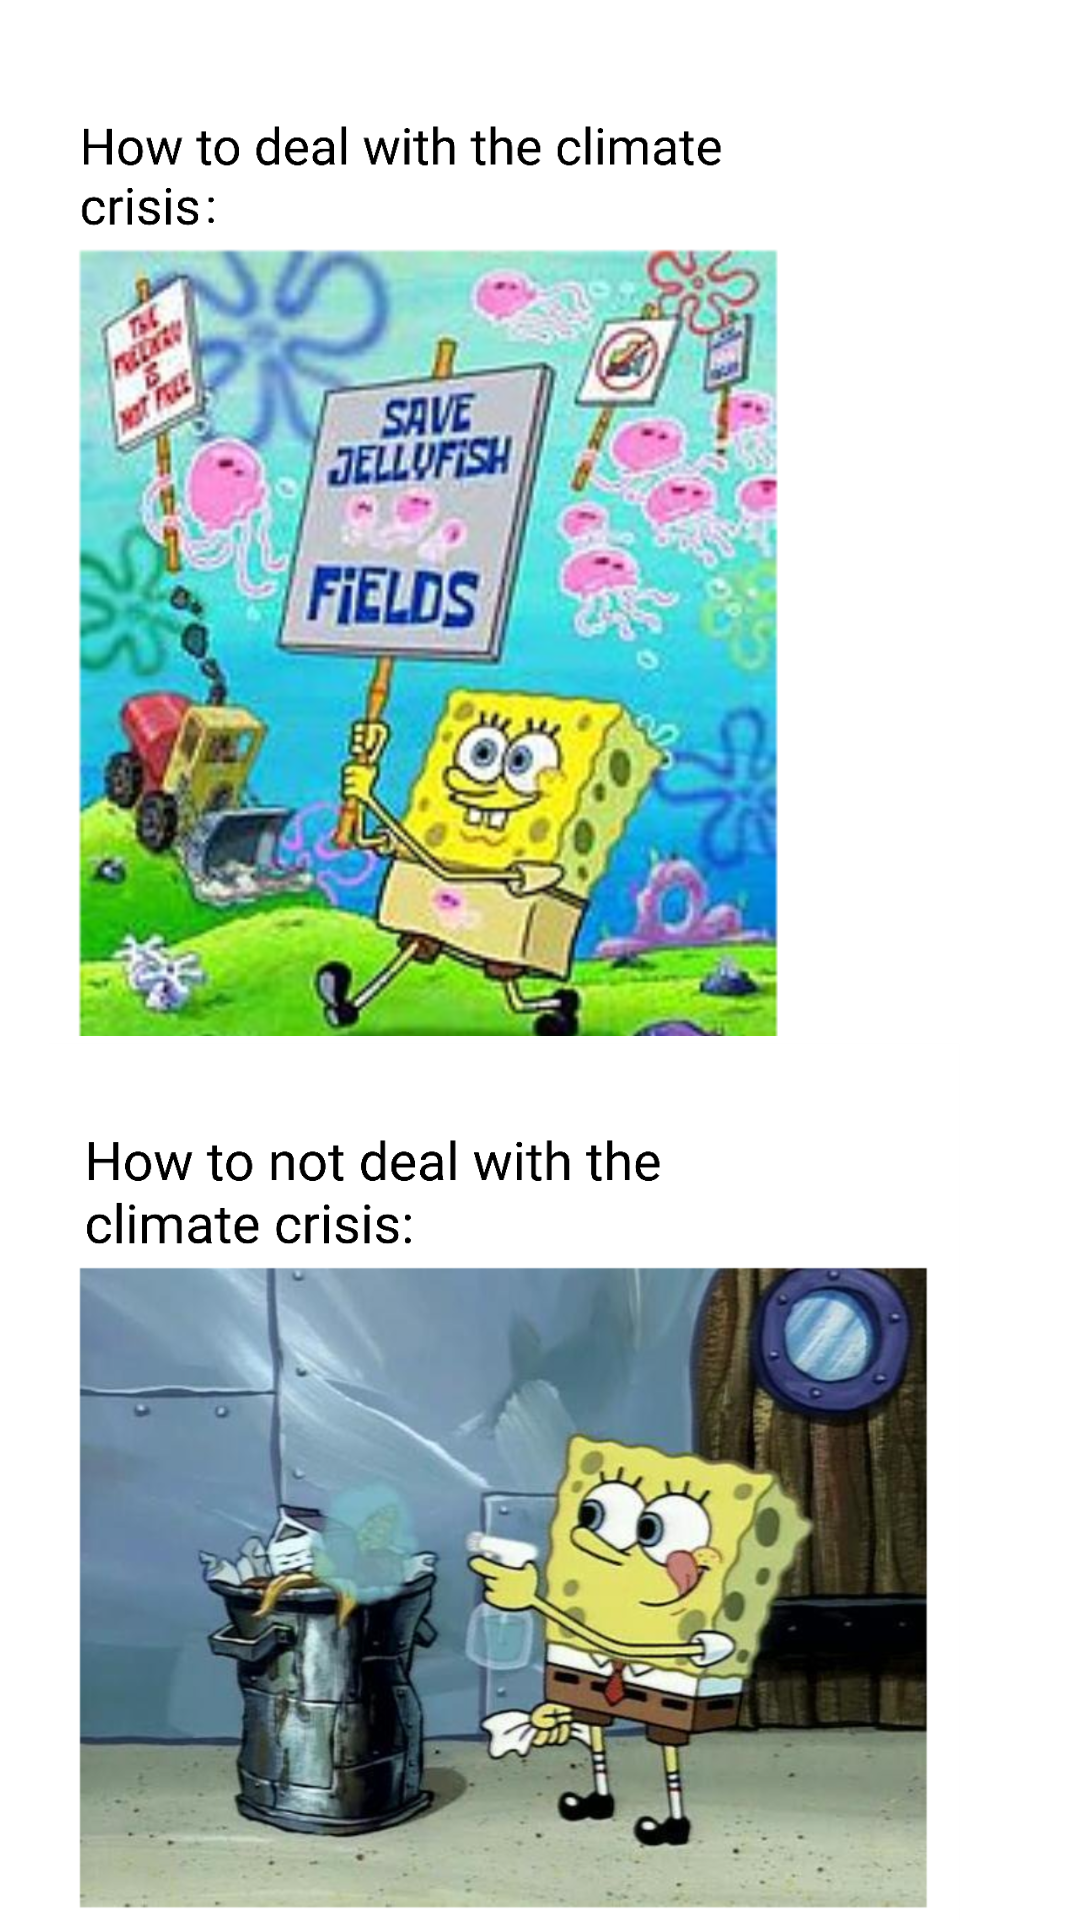 How to deal with the climate
crisis:
THE
IS
NOT FREE
SAVE
JELLYFISH
FIELDS
How to not deal with the
climate crisis: